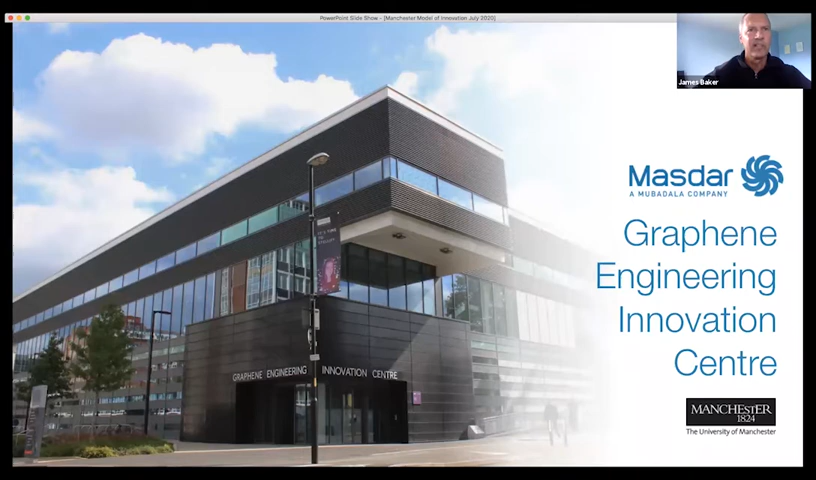 PowerPoint Slide Show - [Manchester Model of Innovation July 2020]
James Baker
Masdar
A MUBADALA COMPANY
Graphene
Engineering
Innovation
Centre
GRAPHENE ENGINEERING INNOVATION CENTRE
MANCHESTER
1824
The University of Manchester